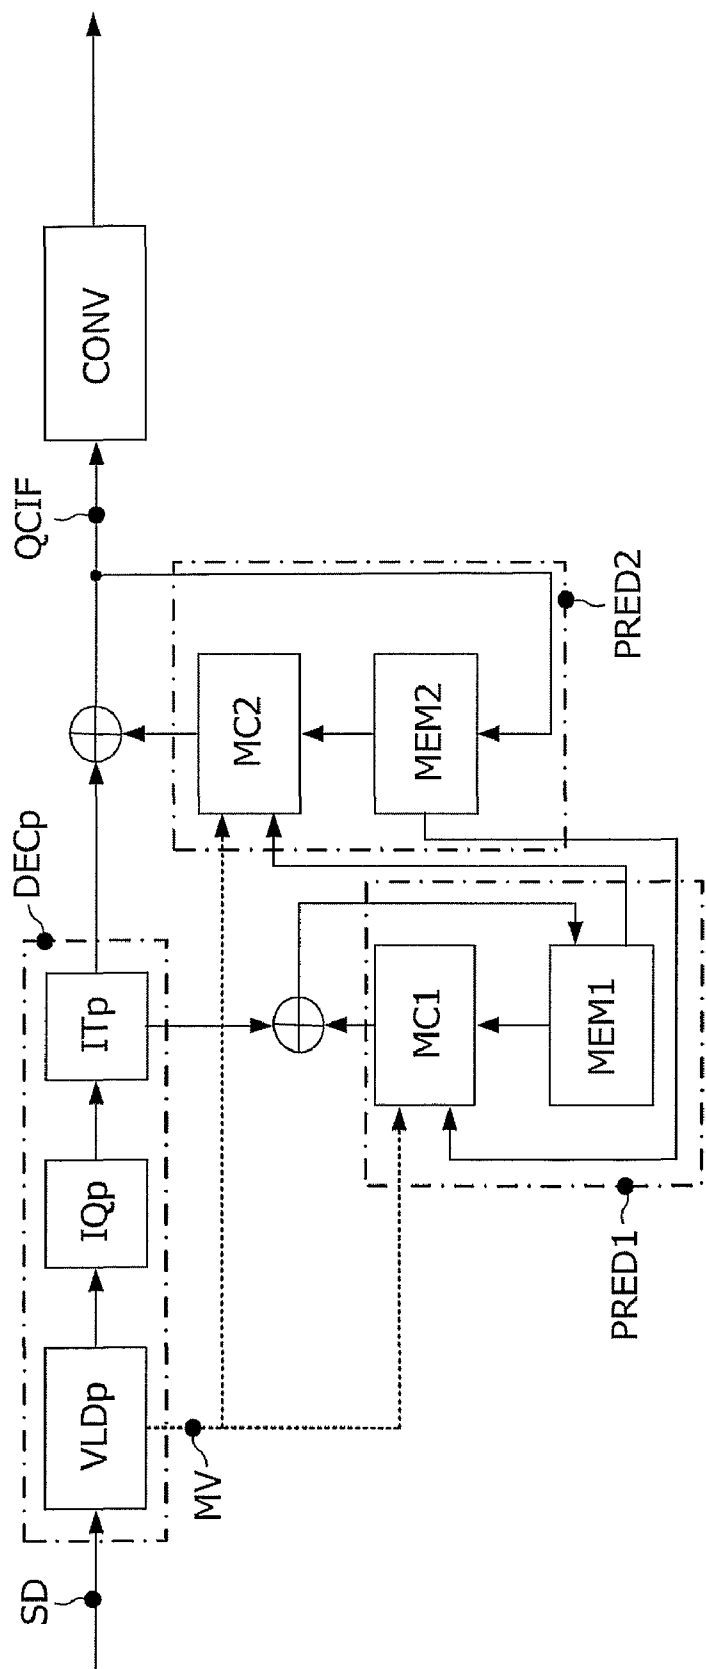 SD
VLDp
IQp
ITp
DECp
MV
MC1
MEM1
PRED1
MC2
MEM2
PRED2
QCIF
CONV